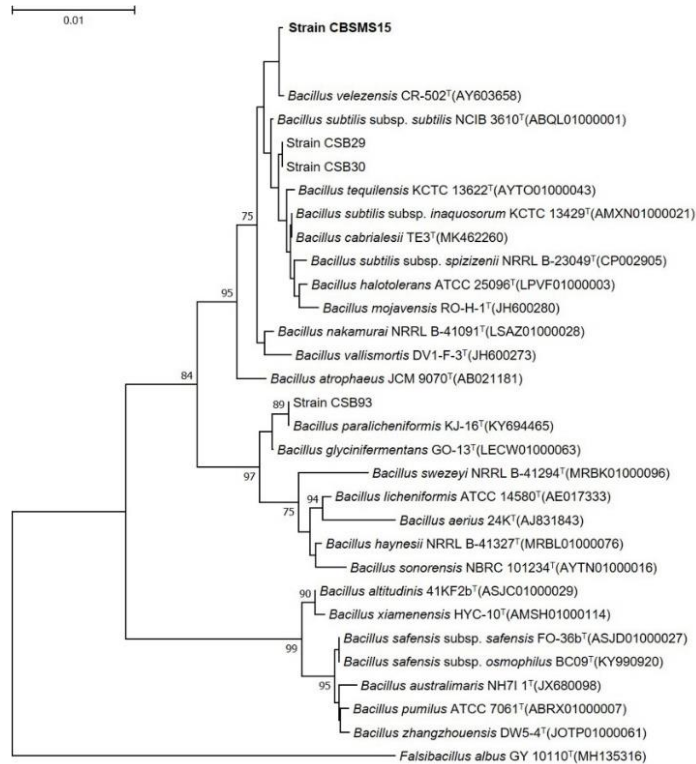 0.01
Strain CBSMS15
Bacillus velezensis CR-502ᵀ(AY603658)
Bacillus subtilis subsp. subtilis NCIB 3610ᵀ(ABQL01000001)
Strain CSB29
Strain CSB30
Bacillus tequilensis KCTC 13622ᵀ(AYTO01000043)
75
Bacillus subtilis subsp. inaquosorum KCTC 13429ᵀ(AMXN01000021)
Bacillus cabrialesii TE3ᵀ(MK462260)
Bacillus subtilis subsp. spizizenii NRRL B-23049ᵀ(CP002905)
95
Bacillus halotolerans ATCC 25096ᵀ(LPVF01000003)
Bacillus mojavensis RO-H-1ᵀ(JH600280)
Bacillus nakamurai NRRL B-41091ᵀ(LSAZ01000028)
Bacillus vallismortis DV1-F-3ᵀ(JH600273)
84
Bacillus atrophaeus JCM 9070ᵀ(AB021181)
89
Strain CSB93
Bacillus paralicheniformis KJ-16ᵀ(KY694465)
Bacillus glycinifermentans GO-13ᵀ(LECW01000063)
97
Bacillus swezeyi NRRL B-41294ᵀ(MRBK01000096)
94
Bacillus licheniformis ATCC 14580ᵀ(AE017333)
75
Bacillus aerius 24Kᵀ(AJ831843)
Bacillus haynesii NRRL B-41327ᵀ(MRBL01000076)
Bacillus sonorensis NBRC 101234ᵀ(AYTN01000016)
90
Bacillus altitudinis 41KF2bᵀ(ASJC01000029)
Bacillus xiamenensis HYC-10ᵀ(AMSH01000114)
Bacillus safensis subsp. safensis FO-36bᵀ(ASJD01000027)
99
Bacillus safensis subsp. osmophilus BC09ᵀ(KY990920)
95
Bacillus australimaris NH7I 1ᵀ(JX680098)
Bacillus pumilus ATCC 7061ᵀ(ABRX01000007)
Bacillus zhangzhouensis DW5-4ᵀ(JOTP01000061)
Falsibacillus albus GY 10110ᵀ(MH135316)